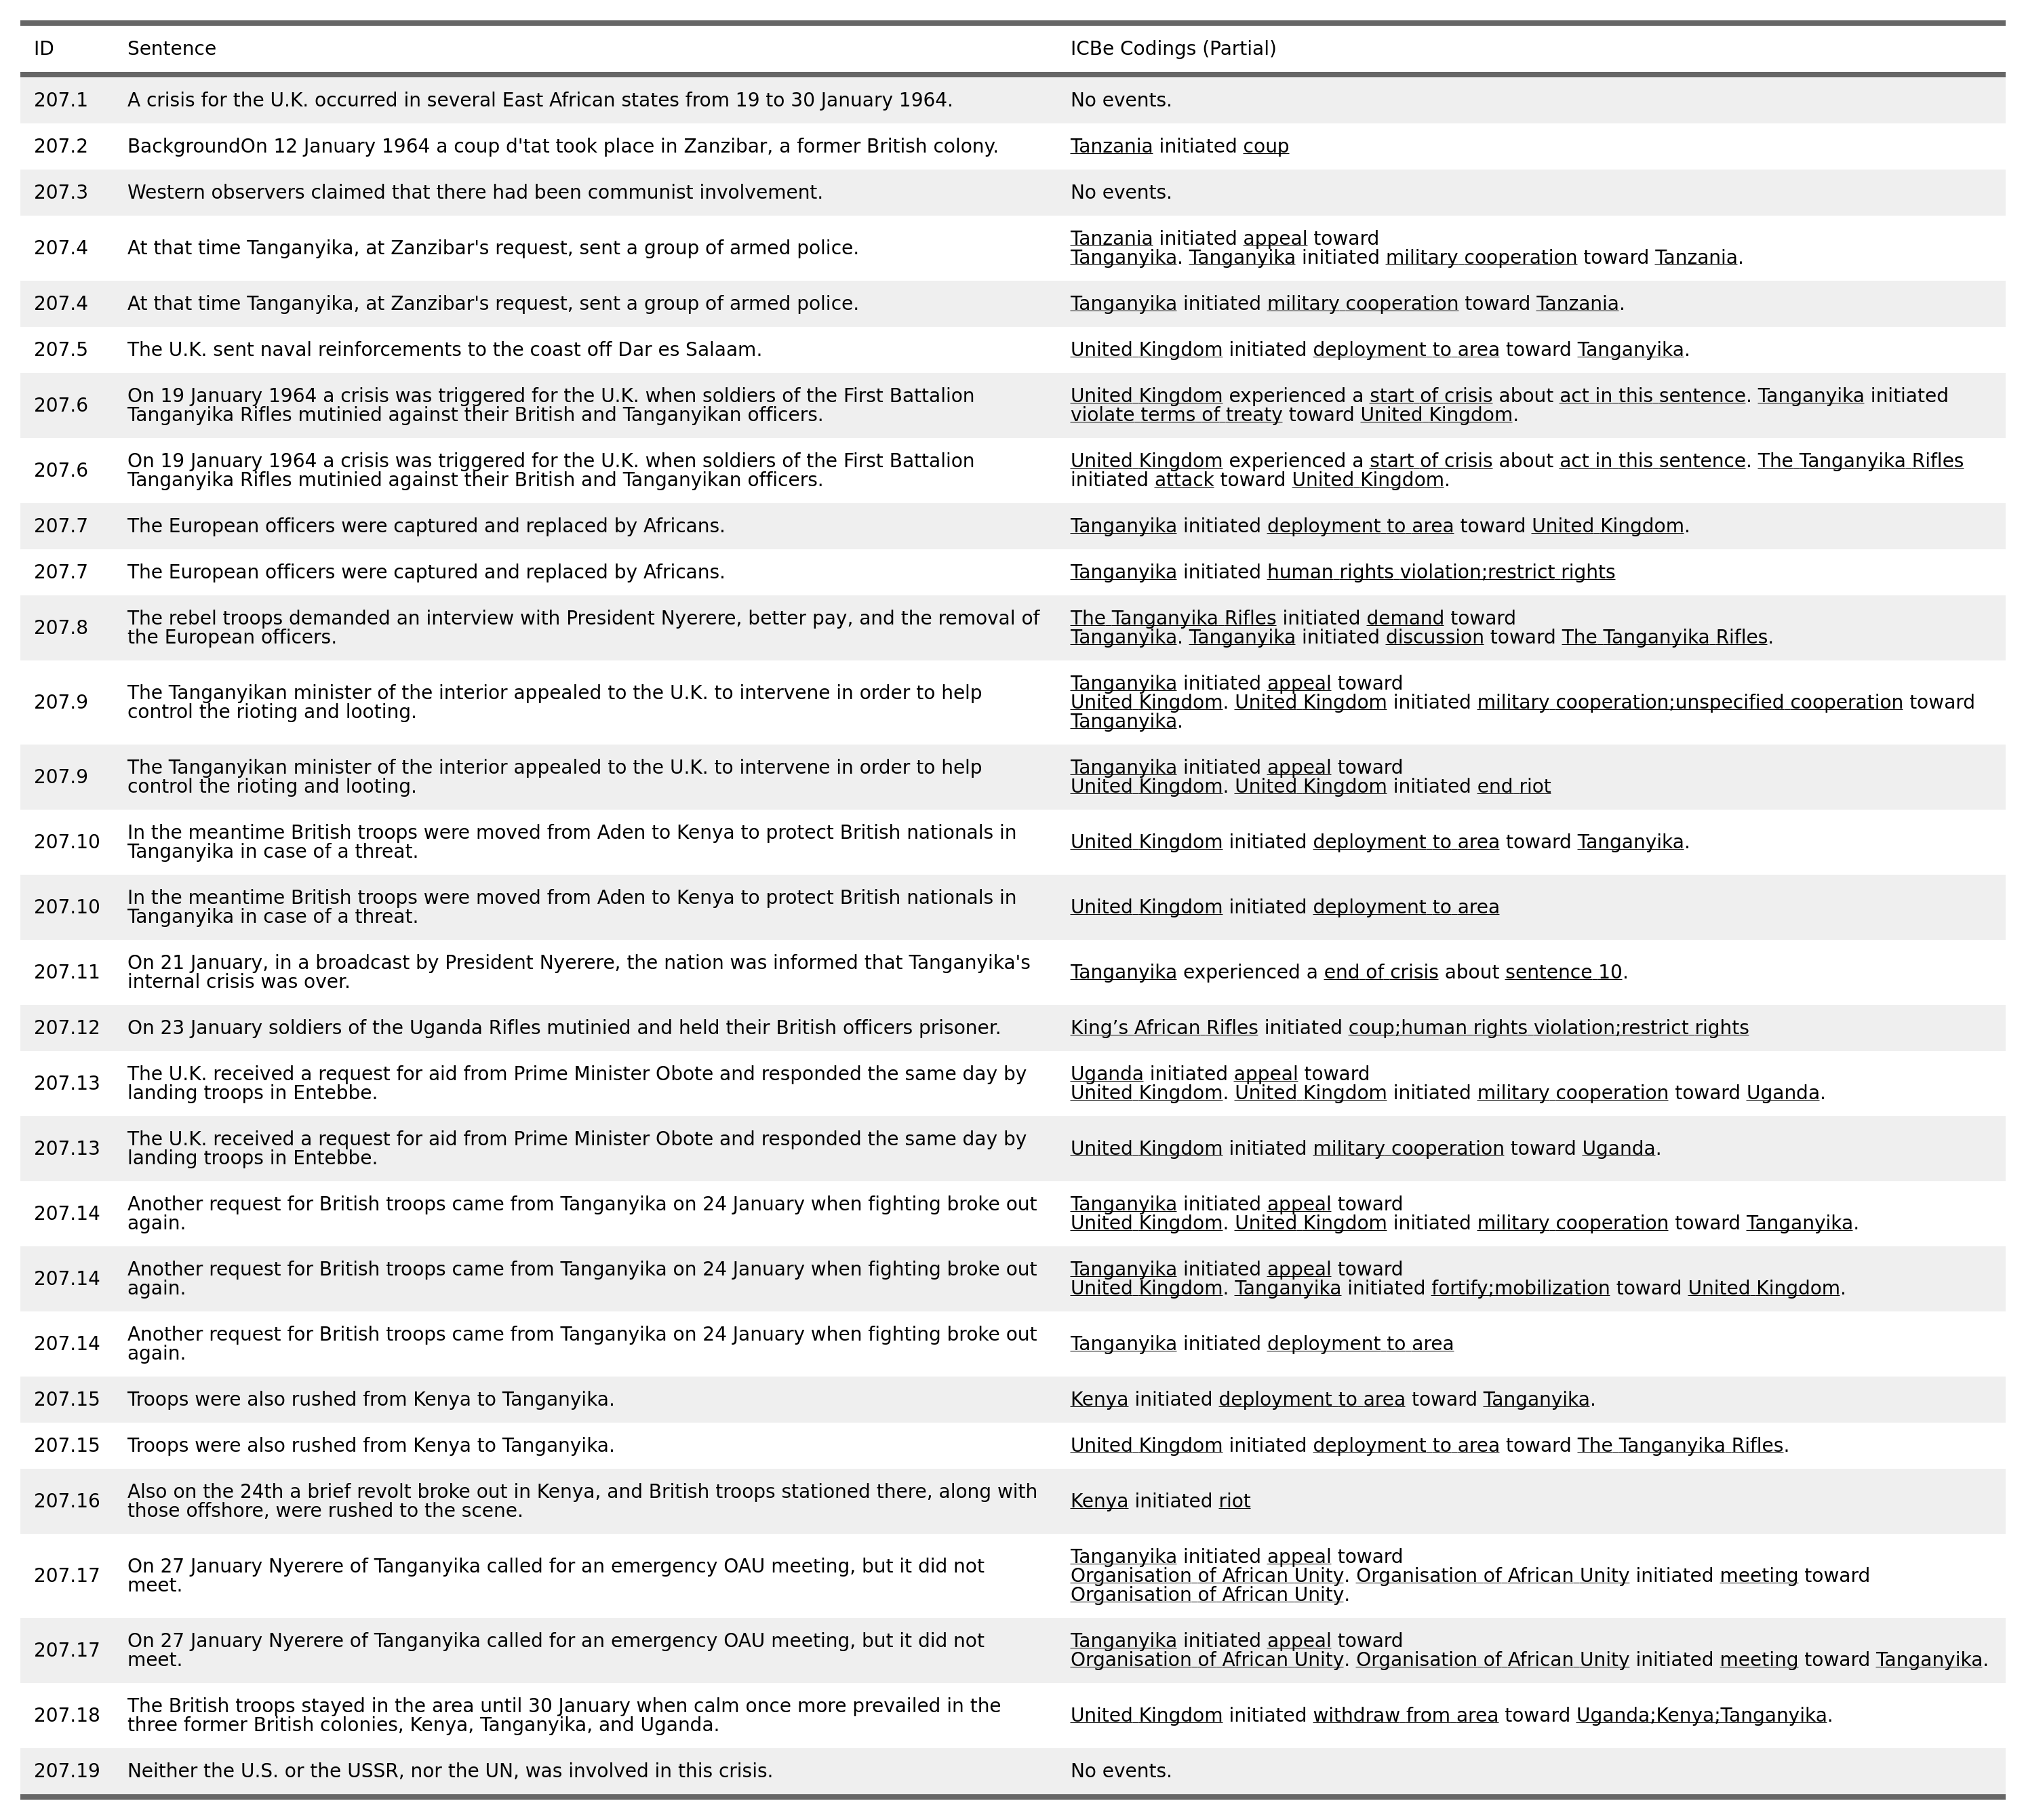 ID Sentence ICBe Codings (Partial)
207.1 A crisis for the U.K. occurred in several East African states from 19 to 30 January 1964. No events.
207.2 BackgroundOn 12 January 1964 a coup d'tat took place in Zanzibar, a former British colony. Tanzania initiated coup
207.3 Western observers claimed that there had been communist involvement. No events.
207.4 At that time Tanganyika, at Zanzibar's request, sent a group of armed police. Tanzania initiated appeal toward
Tanganyika. Tanganyika initiated military cooperation toward Tanzania.
207.4 At that time Tanganyika, at Zanzibar's request, sent a group of armed police. Tanganyika initiated military cooperation toward Tanzania.
207.5 The U.K. sent naval reinforcements to the coast off Dar es Salaam. United Kingdom initiated deployment to area toward Tanganyika.
207.6 On 19 January 1964 a crisis was triggered for the U.K. when soldiers of the First Battalion
Tanganyika Rifles mutinied against their British and Tanganyikan officers.
United Kingdom experienced a start of crisis about act in this sentence. Tanganyika initiated
violate terms of treaty toward United Kingdom.
207.6 On 19 January 1964 a crisis was triggered for the U.K. when soldiers of the First Battalion
Tanganyika Rifles mutinied against their British and Tanganyikan officers.
United Kingdom experienced a start of crisis about act in this sentence. The Tanganyika Rifles
initiated attack toward United Kingdom.
207.7 The European officers were captured and replaced by Africans. Tanganyika initiated deployment to area toward United Kingdom.
207.7 The European officers were captured and replaced by Africans. Tanganyika initiated human rights violation;restrict rights
207.8 The rebel troops demanded an interview with President Nyerere, better pay, and the removal of
the European officers.
The Tanganyika Rifles initiated demand toward
Tanganyika. Tanganyika initiated discussion toward The Tanganyika Rifles.
207.9 The Tanganyikan minister of the interior appealed to the U.K. to intervene in order to help
control the rioting and looting.
Tanganyika initiated appeal toward
United Kingdom. United Kingdom initiated military cooperation;unspecified cooperation toward
Tanganyika.
207.9 The Tanganyikan minister of the interior appealed to the U.K. to intervene in order to help
control the rioting and looting.
Tanganyika initiated appeal toward
United Kingdom. United Kingdom initiated end riot
207.10 In the meantime British troops were moved from Aden to Kenya to protect British nationals in
Tanganyika in case of a threat.
United Kingdom initiated deployment to area toward Tanganyika.
207.10 In the meantime British troops were moved from Aden to Kenya to protect British nationals in
Tanganyika in case of a threat.
United Kingdom initiated deployment to area
207.11 On 21 January, in a broadcast by President Nyerere, the nation was informed that Tanganyika's
internal crisis was over.
Tanganyika experienced a end of crisis about sentence 10.
207.12 On 23 January soldiers of the Uganda Rifles mutinied and held their British officers prisoner. King’s African Rifles initiated coup;human rights violation;restrict rights
207.13 The U.K. received a request for aid from Prime Minister Obote and responded the same day by
landing troops in Entebbe.
Uganda initiated appeal toward
United Kingdom. United Kingdom initiated military cooperation toward Uganda.
207.13 The U.K. received a request for aid from Prime Minister Obote and responded the same day by
landing troops in Entebbe.
United Kingdom initiated military cooperation toward Uganda.
207.14 Another request for British troops came from Tanganyika on 24 January when fighting broke out
again.
Tanganyika initiated appeal toward
United Kingdom. United Kingdom initiated military cooperation toward Tanganyika.
207.14 Another request for British troops came from Tanganyika on 24 January when fighting broke out
again.
Tanganyika initiated appeal toward
United Kingdom. Tanganyika initiated fortify;mobilization toward United Kingdom.
207.14 Another request for British troops came from Tanganyika on 24 January when fighting broke out
again.
Tanganyika initiated deployment to area
207.15 Troops were also rushed from Kenya to Tanganyika. Kenya initiated deployment to area toward Tanganyika.
207.15 Troops were also rushed from Kenya to Tanganyika. United Kingdom initiated deployment to area toward The Tanganyika Rifles.
207.16 Also on the 24th a brief revolt broke out in Kenya, and British troops stationed there, along with
those offshore, were rushed to the scene.
Kenya initiated riot
207.17 On 27 January Nyerere of Tanganyika called for an emergency OAU meeting, but it did not
meet.
Tanganyika initiated appeal toward
Organisation of African Unity. Organisation of African Unity initiated meeting toward
Organisation of African Unity.
207.17 On 27 January Nyerere of Tanganyika called for an emergency OAU meeting, but it did not
meet.
Tanganyika initiated appeal toward
Organisation of African Unity. Organisation of African Unity initiated meeting toward Tanganyika.
207.18 The British troops stayed in the area until 30 January when calm once more prevailed in the
three former British colonies, Kenya, Tanganyika, and Uganda.
United Kingdom initiated withdraw from area toward Uganda;Kenya;Tanganyika.
207.19 Neither the U.S. or the USSR, nor the UN, was involved in this crisis. No events.